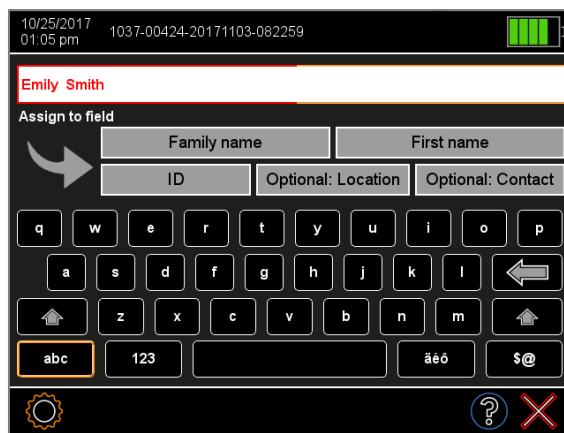 10/25/2017
01:05 pm
1037-00424-20171103-082259
Emily Smith
Assign to field
Family name First name
ID Optional: Location Optional: Contact
q w e r t y u i o p
a s d f g h j k l
z x c v b n m
abc 123 äéô $@
?